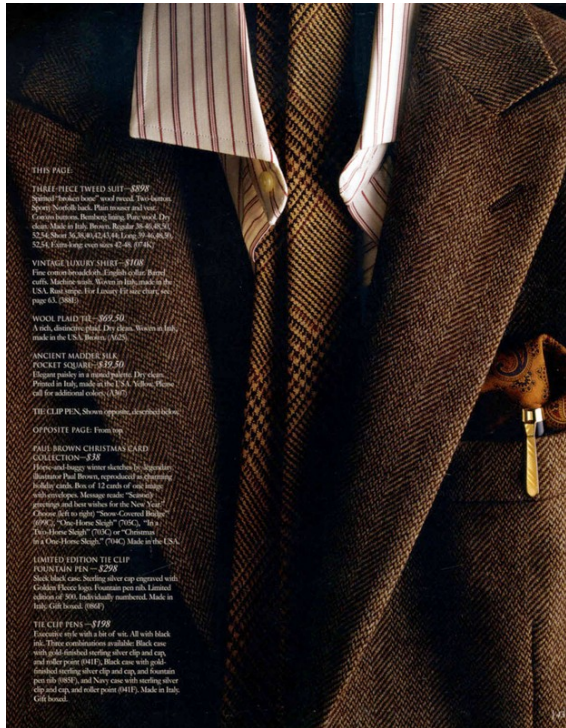 THIS PAGE:
THREE-PIECE TWEED SUIT—$898
Spirited "broken bone" wool tweed. Two-button.
Sporty Norfolk back. Plain trouser and vest.
Corozo buttons. Bemberg lining. Pure wool. Dry
clean. Made in Italy. Brown. Regular 38-46,48,50,
52,54; Short 36,38,40,42,43,44; Long 39-46,48,50,
52,54, Extra-long even sizes 42-48. (074K)
VINTAGE LUXURY SHIRT—$108
Fine cotton broadcloth. English collar. Barrel
cuffs. Machine wash. Woven in Italy, made in the
USA. Rust stripe. For Luxury Fit size chart, see
page 63. (388E)
WOOL PLAID TIE—$69.50
A rich, distinctive plaid. Dry clean. Woven in Italy,
made in the USA. Brown. (A625)
ANCIENT MADDER SILK
POCKET SQUARE—$39.50
Elegant paisley in a muted palette. Dry clean.
Printed in Italy, made in the USA. Yellow. Please
call for additional colors. (A367)
TIE CLIP PEN, Shown opposite, described below.
OPPOSITE PAGE: From top
PAUL BROWN CHRISTMAS CARD
COLLECTION—$38
Horse-and-buggy winter sketches by legendary
illustrator Paul Brown, reproduced as charming
holiday cards. Box of 12 cards of one image
with envelopes. Message reads: "Season's
greetings and best wishes for the New Year."
Choose (left to right) "Snow-Covered Bridge"
(699C), "One-Horse Sleigh" (705C), "In a
Two-Horse Sleigh" (703C) or "Christmas
in a One-Horse Sleigh." (704C) Made in the USA.
LIMITED EDITION TIE CLIP
FOUNTAIN PEN—$298
Sleek black case. Sterling silver cap engraved with
Golden Fleece logo. Fountain pen nib. Limited
edition of 300. Individually numbered. Made in
Italy. Gift boxed. (086F)
TIE CLIP PENS—$198
Executive style with a bit of wit. All with black
ink. Three combinations available: Black case
with gold-finished sterling silver clip and cap,
and roller point (041F), Black case with gold-
finished sterling silver clip and cap, and fountain
pen nib (085F), and Navy case with sterling silver
clip and cap, and roller point (041F). Made in Italy.
Gift boxed.